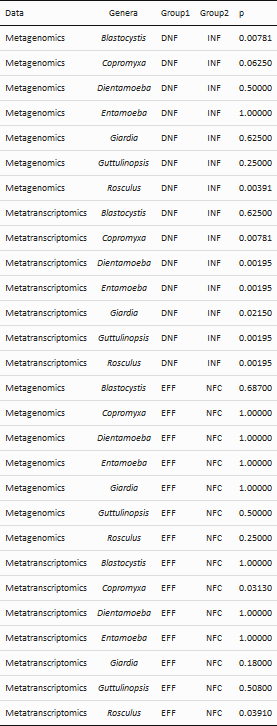 Data Genera Group1 Group2 p
Metagenomics Blastocystis DNF INF 0.00781
Metagenomics Copromyxa DNF INF 0.06250
Metagenomics Dientamoeba DNF INF 0.50000
Metagenomics Entamoeba DNF INF 1.00000
Metagenomics Giardia DNF INF 0.62500
Metagenomics Guttulinopsis DNF INF 0.25000
Metagenomics Rosculus DNF INF 0.00391
Metatranscriptomics Blastocystis DNF INF 0.62500
Metatranscriptomics Copromyxa DNF INF 0.00781
Metatranscriptomics Dientamoeba DNF INF 0.00195
Metatranscriptomics Entamoeba DNF INF 0.00195
Metatranscriptomics Giardia DNF INF 0.02150
Metatranscriptomics Guttulinopsis DNF INF 0.00195
Metatranscriptomics Rosculus DNF INF 0.00195
Metagenomics Blastocystis EFF NFC 0.68700
Metagenomics Copromyxa EFF NFC 1.00000
Metagenomics Dientamoeba EFF NFC 1.00000
Metagenomics Entamoeba EFF NFC 1.00000
Metagenomics Giardia EFF NFC 1.00000
Metagenomics Guttulinopsis EFF NFC 0.50000
Metagenomics Rosculus EFF NFC 0.25000
Metatranscriptomics Blastocystis EFF NFC 1.00000
Metatranscriptomics Copromyxa EFF NFC 0.03130
Metatranscriptomics Dientamoeba EFF NFC 1.00000
Metatranscriptomics Entamoeba EFF NFC 1.00000
Metatranscriptomics Giardia EFF NFC 0.18000
Metatranscriptomics Guttulinopsis EFF NFC 0.50800
Metatranscriptomics Rosculus EFF NFC 0.03910